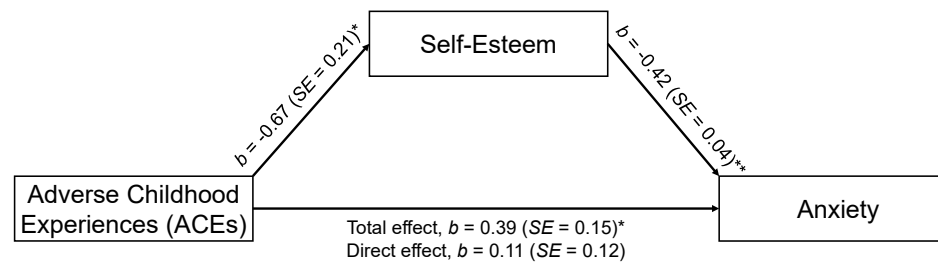 Self-Esteem
b = -0.67 (SE = 0.21)*
b = -0.42 (SE = 0.04)**
Adverse Childhood
Experiences (ACEs)
Anxiety
Total effect, b = 0.39 (SE = 0.15)*
Direct effect, b = 0.11 (SE = 0.12)